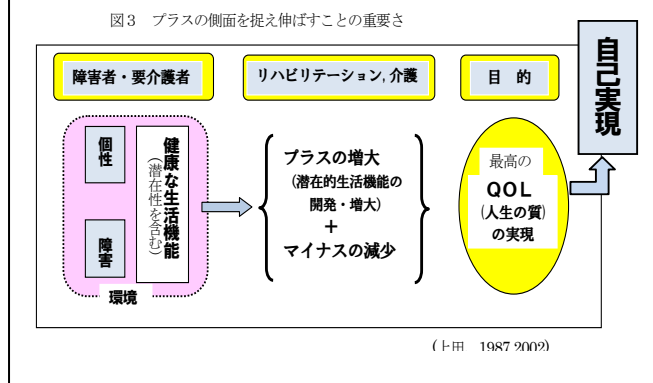 図3　プラスの側面を捉え伸ばすことの重要さ
自己実現
障害者・要介護者
リハビリテーション,介護
目　的
個性
障害
健康な生活機能
(潜在性を含む)
環境
プラスの増大
(潜在的生活機能の
開発・増大)
＋
マイナスの減少
最高の
QOL
(人生の質)
の実現
(上田　1987,2002)